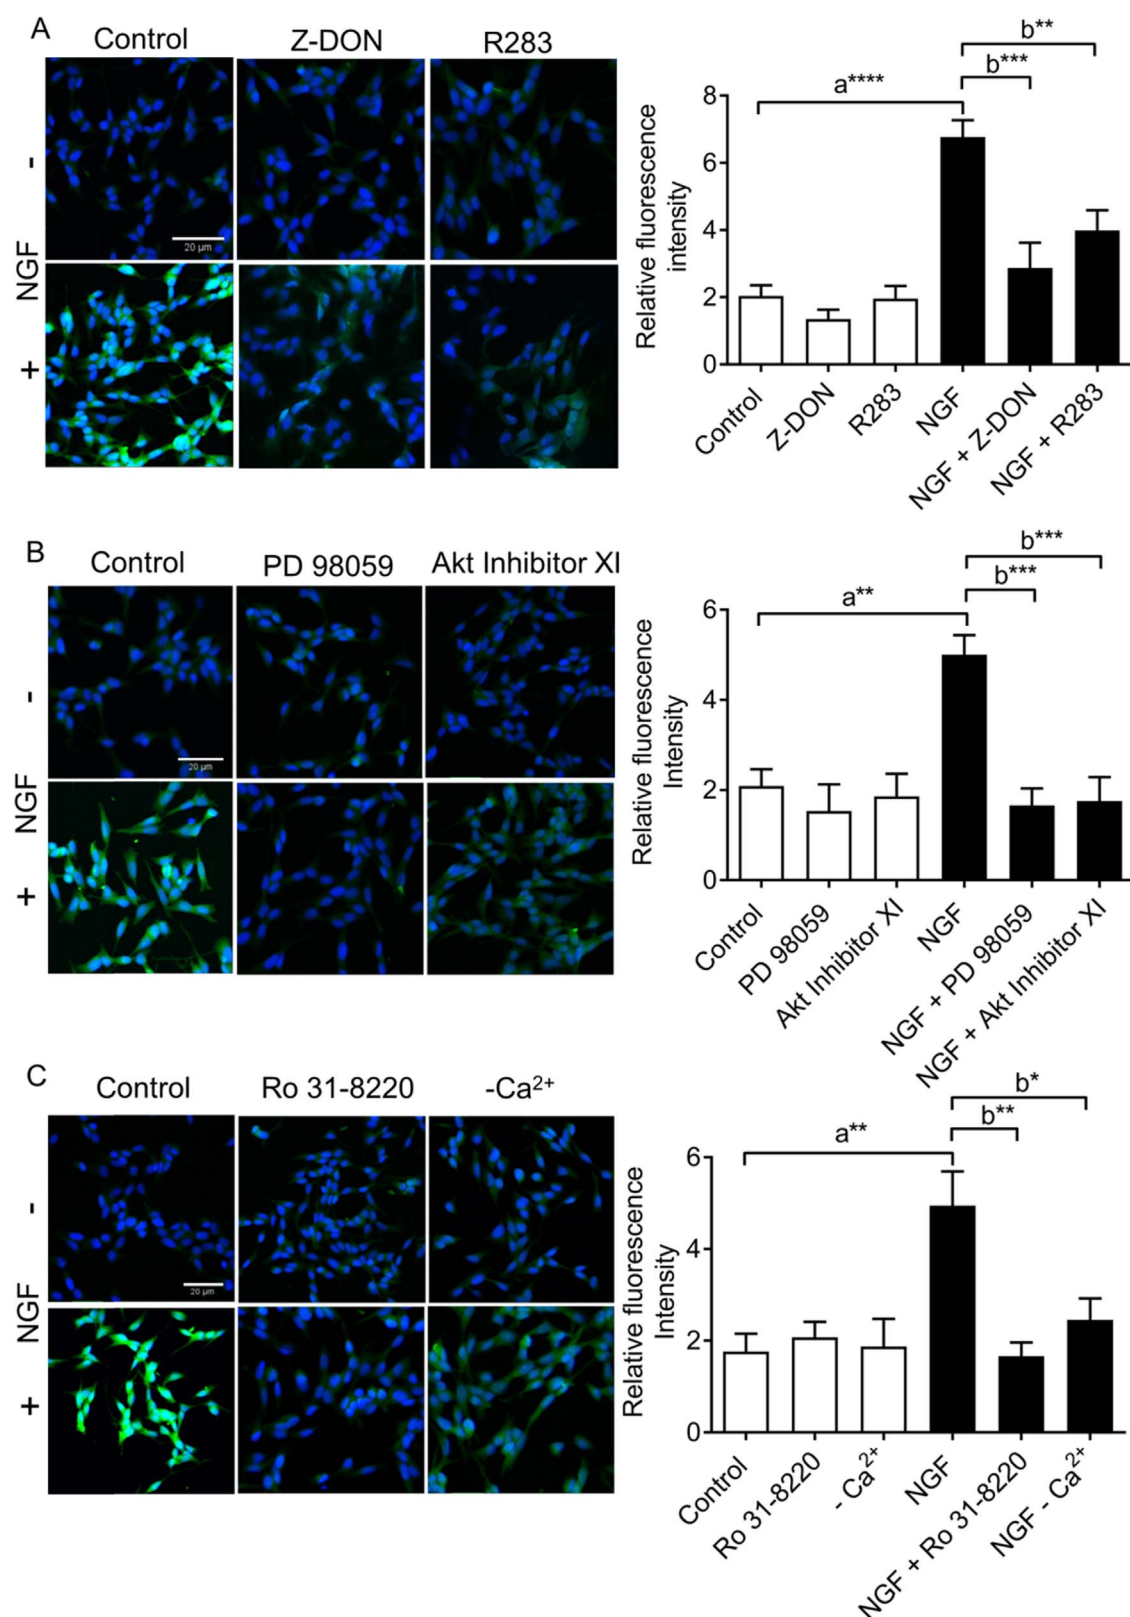 A
Control
Z-DON
R283
-
NGF
+
20 µm
b**
b***
a****
Relative fluorescence
intensity
8
6
4
2
0
Control
Z-DON
R283
NGF
NGF + Z-DON
NGF + R283
B
Control
PD 98059
Akt Inhibitor XI
-
NGF
+
20 µm
b***
b***
a**
Relative fluorescence
Intensity
6
4
2
0
Control
PD 98059
Akt Inhibitor XI
NGF
NGF + PD 98059
NGF + Akt Inhibitor XI
C
Control
Ro 31-8220
-Ca²⁺
-
NGF
+
20 µm
b*
b**
a**
Relative fluorescence
Intensity
6
4
2
0
Control
Ro 31-8220
- Ca²⁺
NGF
NGF + Ro 31-8220
NGF - Ca²⁺